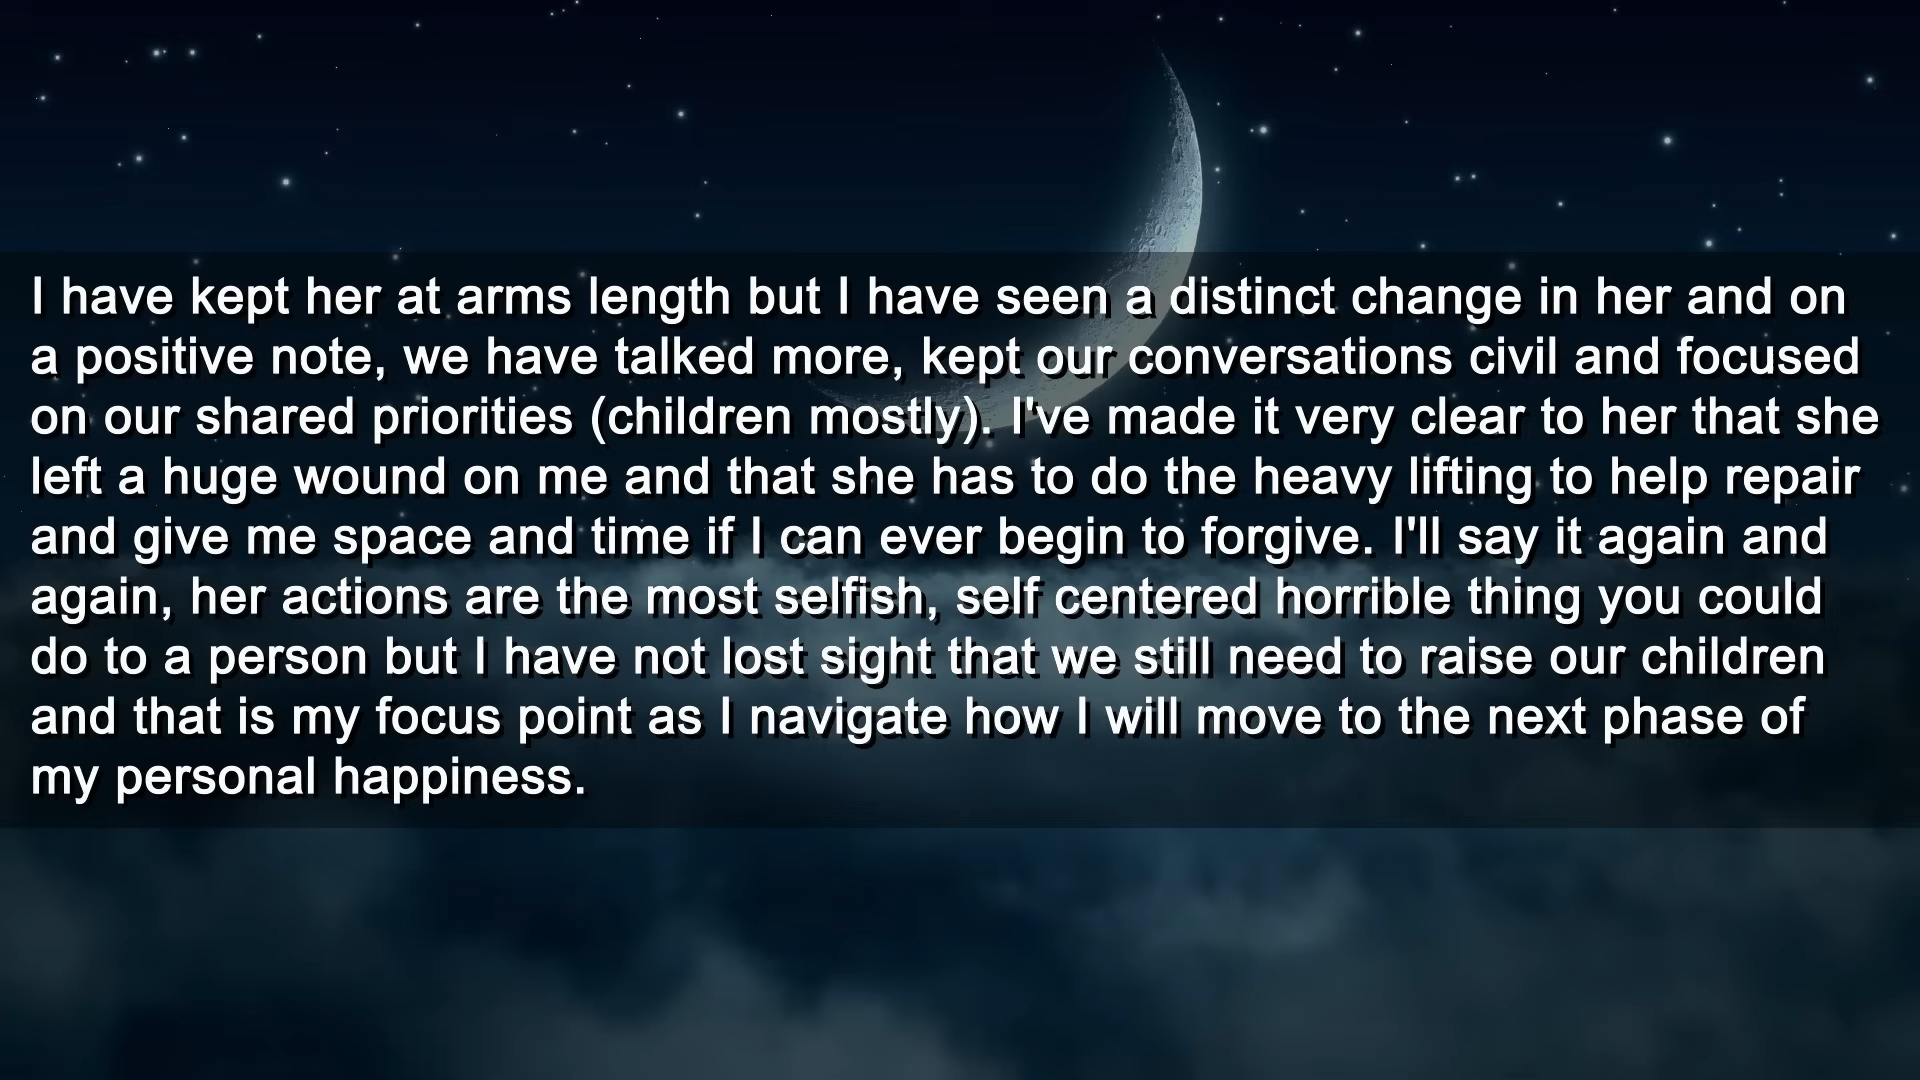 I have kept her at arms length but I have seen a distinct change in her and on
a positive note, we have talked more, kept our conversations civil and focused
on our shared priorities (children mostly). I've made it very clear to her that she
left a huge wound on me and that she has to do the heavy lifting to help repair
and give me space and time if I can ever begin to forgive. I'll say it again and
again, her actions are the most selfish, self centered horrible thing you could
do to a person but I have not lost sight that we still need to raise our children
and that is my focus point as I navigate how I will move to the next phase of
my personal happiness.